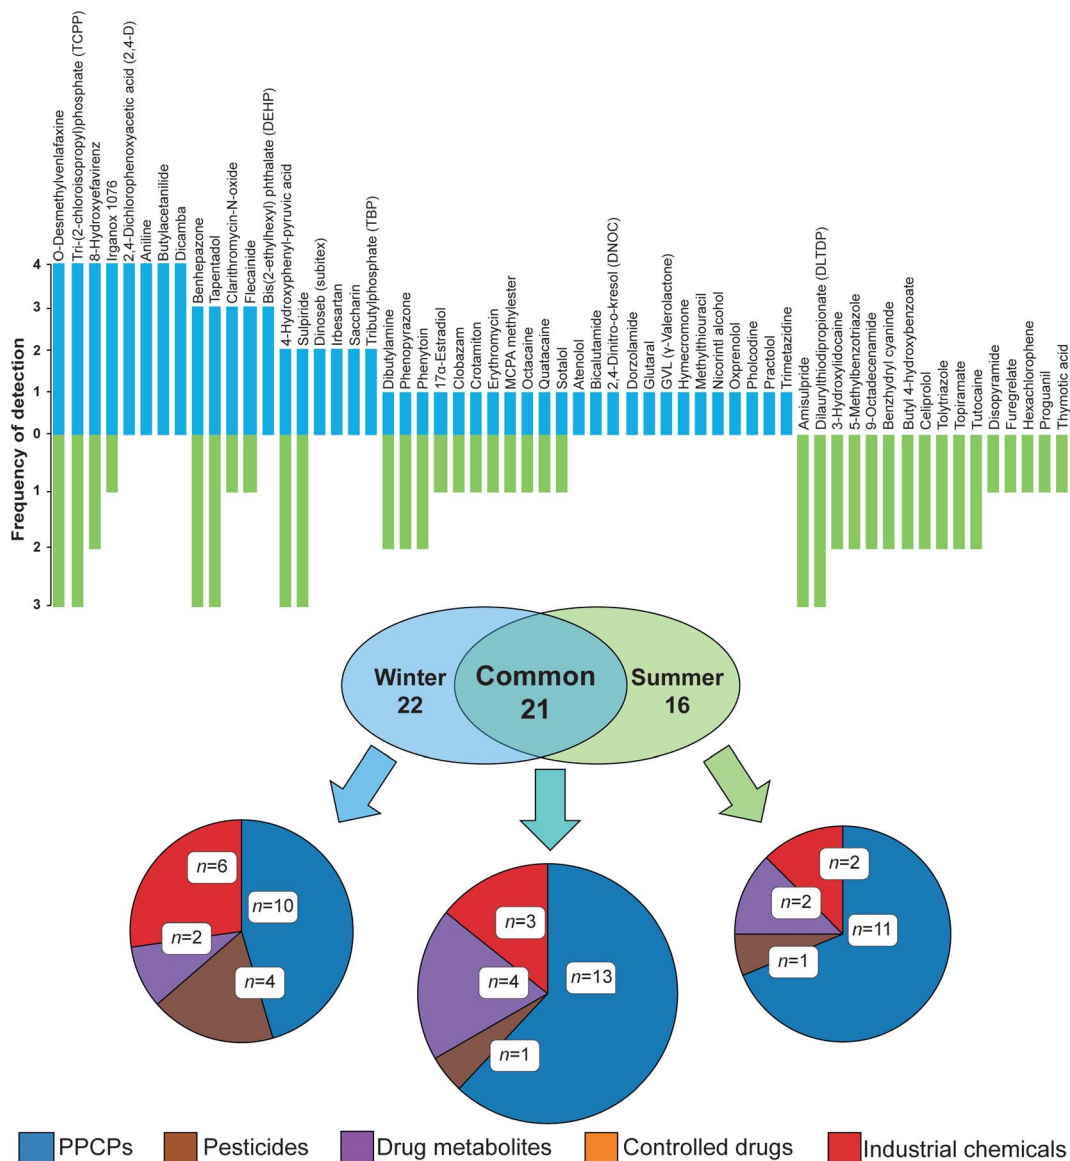 O-Desmethylvenlafaxine
Tri-(2-chloroisopropyl)phosphate (TCPP)
8-Hydroxyefavirenz
Irganox 1076
2,4-Dichlorophenoxyacetic acid (2,4-D)
Aniline
Butylacetanilide
Dicamba
Benhepazone
Tapentadol
Clarithromycin-N-oxide
Flecainide
Bis(2-ethylhexyl) phthalate (DEHP)
4-Hydroxyphenyl-pyruvic acid
Sulpiride
Dinoseb (subitex)
Irbesartan
Saccharin
Tributylphosphate (TBP)
Dibutylamine
Phenoprazone
Phenytoin
17α-Estradiol
Clobazam
Crotamiton
Erythromycin
MCPA methylester
Octacaine
Quatacaine
Sotalol
Atenolol
Bicalutamide
2,4-Dinitro-o-kresol (DNOC)
Dorzolamide
Glutaral
GVL (γ-Valerolactone)
Hymecromone
Methylthiouracil
Nicorintl alcohol
Oxprenolol
Pholcodine
Practolol
Trimetazidine
Amisulpride
Dilaurylthiodipropionate (DLTDP)
3-Hydroxylidocaine
5-Methylbenzotriazole
9-Octadecenamide
Benzhydryl cyaninde
Butyl 4-hydroxybenzoate
Celiprolol
Tolytriazole
Topiramate
Tutocaine
Disopyramide
Furegrelate
Hexachlorophene
Proguanil
Thymotic acid
Frequency of detection
4
3
2
1
0
1
2
3
Winter
22
Common
21
Summer
16
n=6
n=10
n=2
n=4
n=3
n=13
n=4
n=1
n=2
n=2
n=11
n=1
PPCPs
Pesticides
Drug metabolites
Controlled drugs
Industrial chemicals